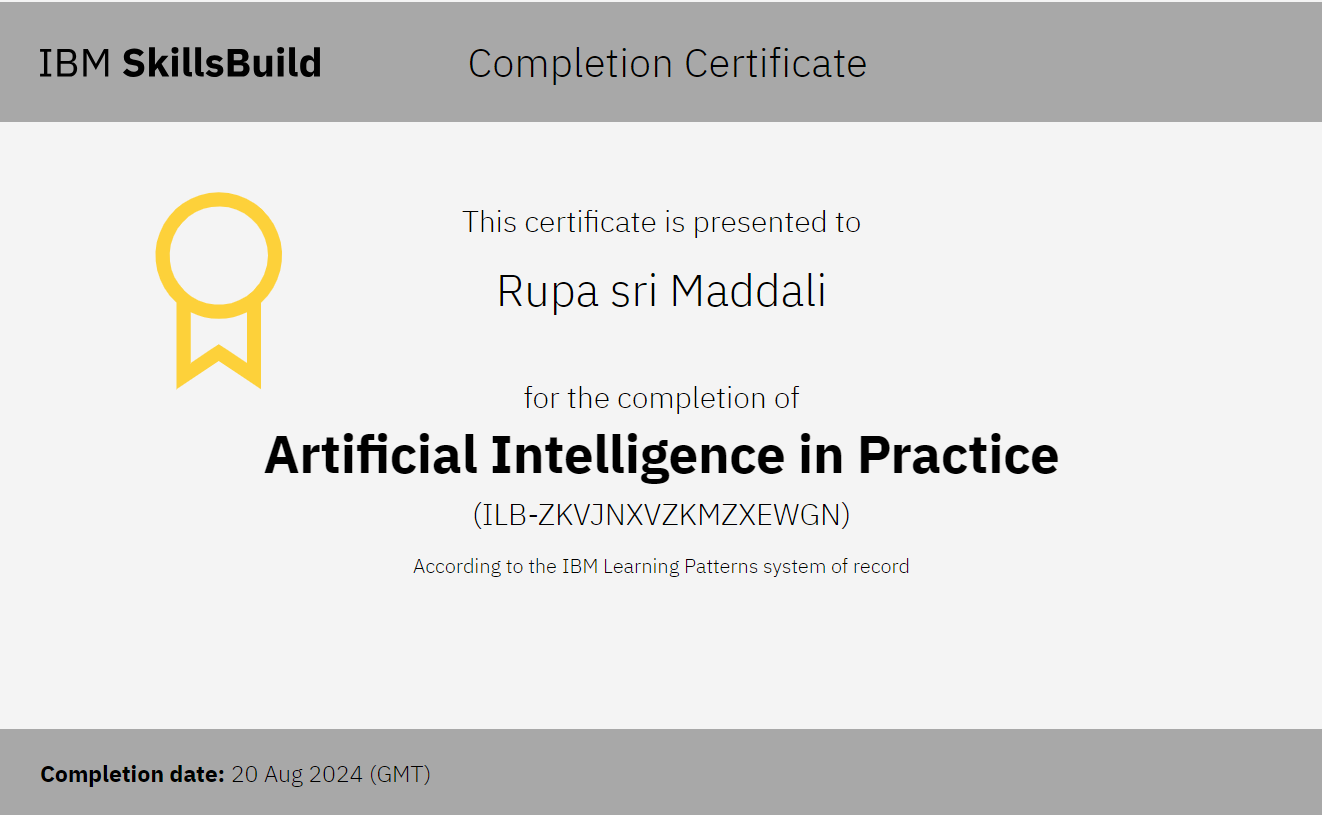 IBM SkillsBuild
Completion Certificate
This certificate is presented to
Rupa sri Maddali
for the completion of
Artificial Intelligence in Practice
(ILB-ZKVJNXVZKMZXEWGN)
According to the IBM Learning Patterns system of record
Completion date: 20 Aug 2024 (GMT)